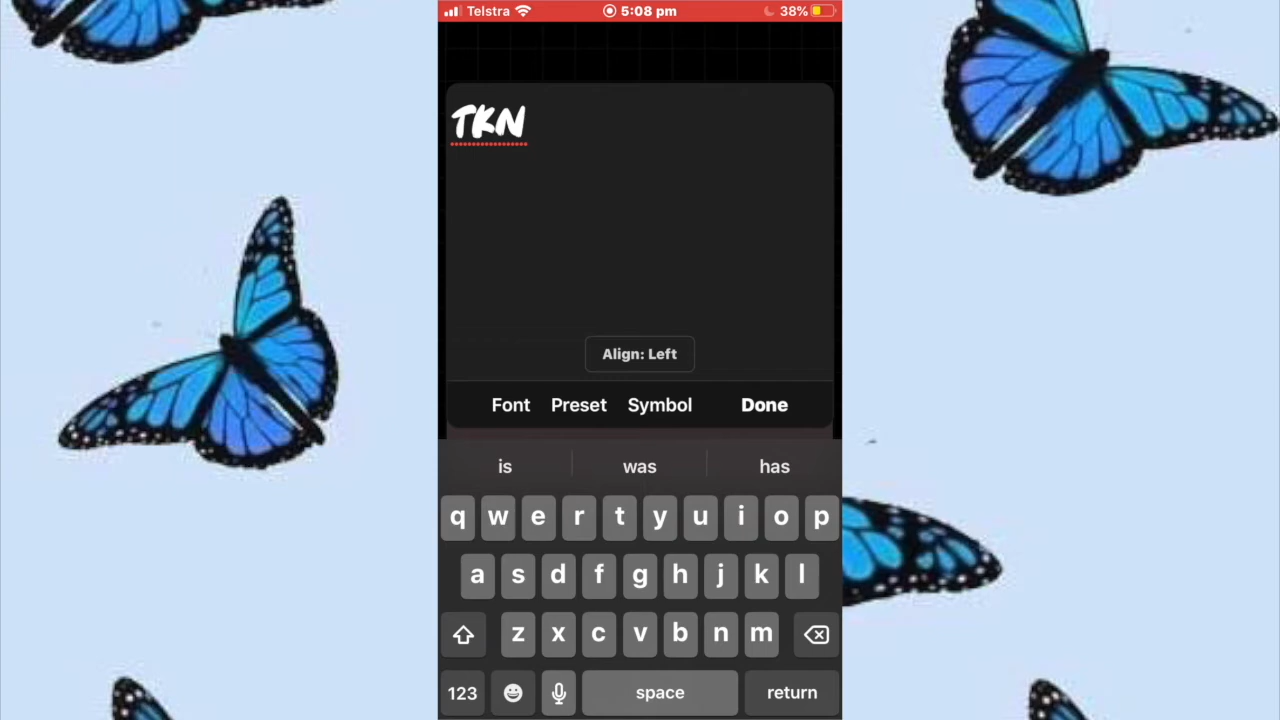 Telstra 5:08 pm 38%
TKN
Align: Left
Font Preset Symbol Done
is was has
q w e r t y u i o p
a s d f g h j k l
z x c v b n m
123 space return